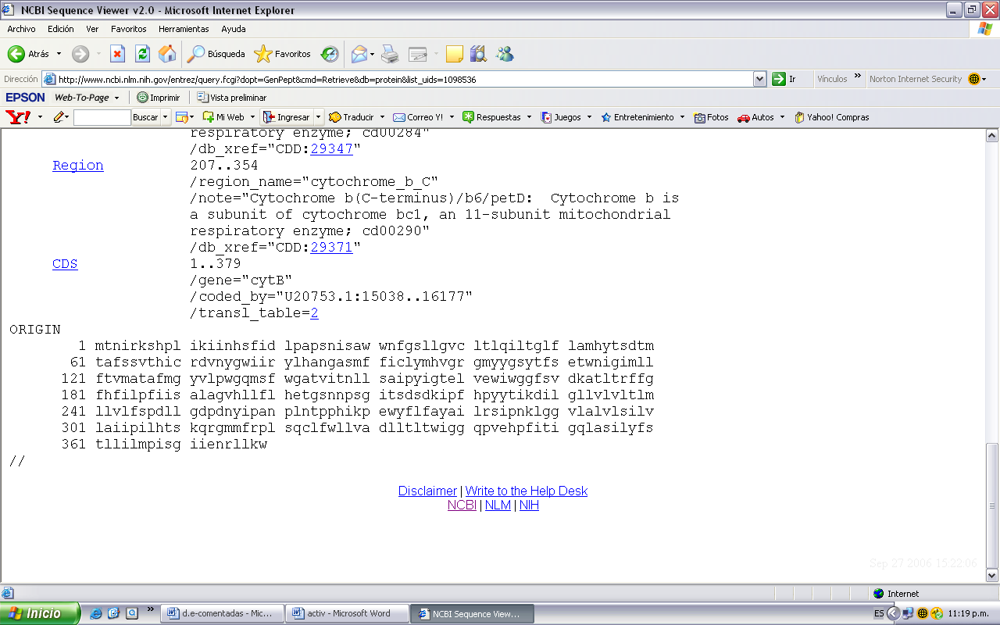 NCBI Sequence Viewer v2.0 - Microsoft Internet Explorer
Archivo Edición Ver Favoritos Herramientas Ayuda
Atrás Búsqueda Favoritos
Dirección http://www.ncbi.nlm.nih.gov/entrez/query.fcgi?dopt=GenPept&cmd=Retrieve&db=protein&list_uids=1098536 Ir Vínculos » Norton Internet Security
EPSON Web-To-Page Imprimir Vista preliminar
Y! Buscar Mi Web Ingresar Traducir Correo Y! Respuestas Juegos Entretenimiento Fotos Autos Yahoo! Compras
respiratory enzyme; cd00284"
/db_xref="CDD:29347"
Region 207..354
/region_name="cytochrome_b_C"
/note="Cytochrome b(C-terminus)/b6/petD: Cytochrome b is
a subunit of cytochrome bc1, an 11-subunit mitochondrial
respiratory enzyme; cd00290"
/db_xref="CDD:29371"
CDS 1..379
/gene="cytB"
/coded_by="U20753.1:15038..16177"
/transl_table=2
ORIGIN
1 mtnirkshpl ikiinhsfid lpapsnisaw wnfgsllgvc ltlqiltglf lamhytsdtm
61 tafssvthic rdvnygwiir ylhangasmf ficlymhvgr gmyygsytfs etwnigimll
121 ftvmatafmg yvlpwgqmsf wgatvitnll saipyigtel vewiwggfsv dkatltrffg
181 fhfilpfiis alagvhllfl hetgsnnpsg itsdsdkipf hpyytikdil gllvlvltlm
241 llvlfspdll gdpdnyipan plntpphikp ewyflfayai lrsipnklgg vlalvlsilv
301 laiipilhts kqrgmmfrpl sqclfwllva dlltltwigg qpvehpfiti gqlasilyfs
361 tllilmpisg iienrllkw
//
Disclaimer | Write to the Help Desk
NCBI | NLM | NIH
Sep 27 2006 15:22:06
Internet
Inicio » d.e-comentadas - Mic... activ - Microsoft Word NCBI Sequence View... ES 11:19 p.m.